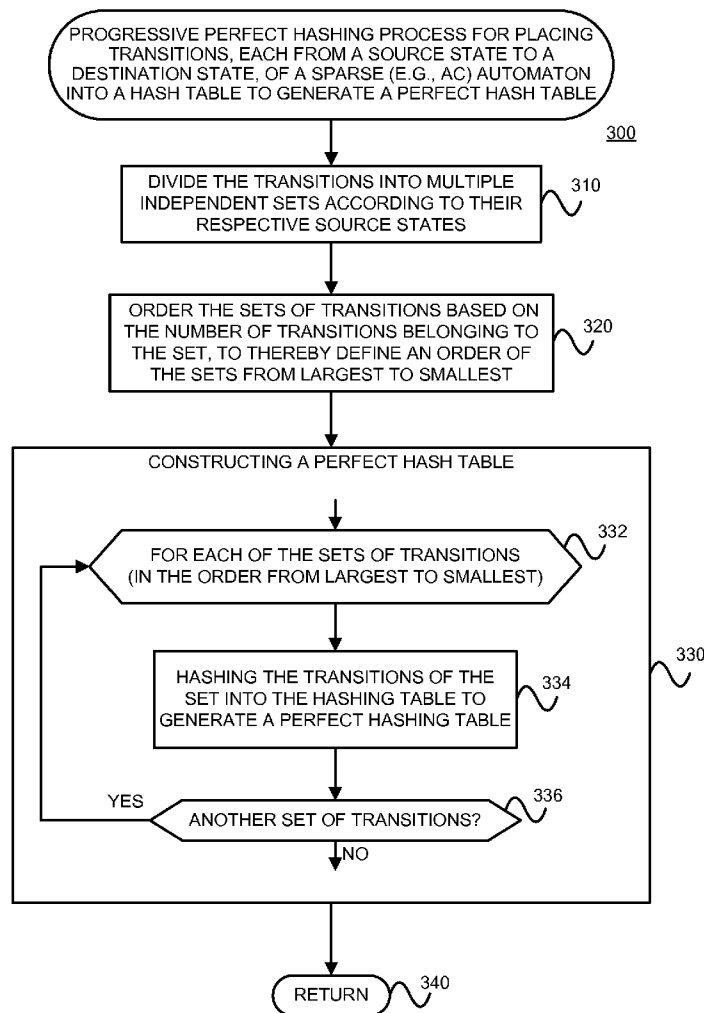 PROGRESSIVE PERFECT HASHING PROCESS FOR PLACING
TRANSITIONS, EACH FROM A SOURCE STATE TO A
DESTINATION STATE, OF A SPARSE (E.G., AC) AUTOMATON
INTO A HASH TABLE TO GENERATE A PERFECT HASH TABLE
300
DIVIDE THE TRANSITIONS INTO MULTIPLE
INDEPENDENT SETS ACCORDING TO THEIR
RESPECTIVE SOURCE STATES
310
ORDER THE SETS OF TRANSITIONS BASED ON
THE NUMBER OF TRANSITIONS BELONGING TO
THE SET, TO THEREBY DEFINE AN ORDER OF
THE SETS FROM LARGEST TO SMALLEST
320
CONSTRUCTING A PERFECT HASH TABLE
FOR EACH OF THE SETS OF TRANSITIONS
(IN THE ORDER FROM LARGEST TO SMALLEST)
332
HASHING THE TRANSITIONS OF THE
SET INTO THE HASHING TABLE TO
GENERATE A PERFECT HASHING TABLE
334
330
YES
ANOTHER SET OF TRANSITIONS?
336
NO
RETURN
340